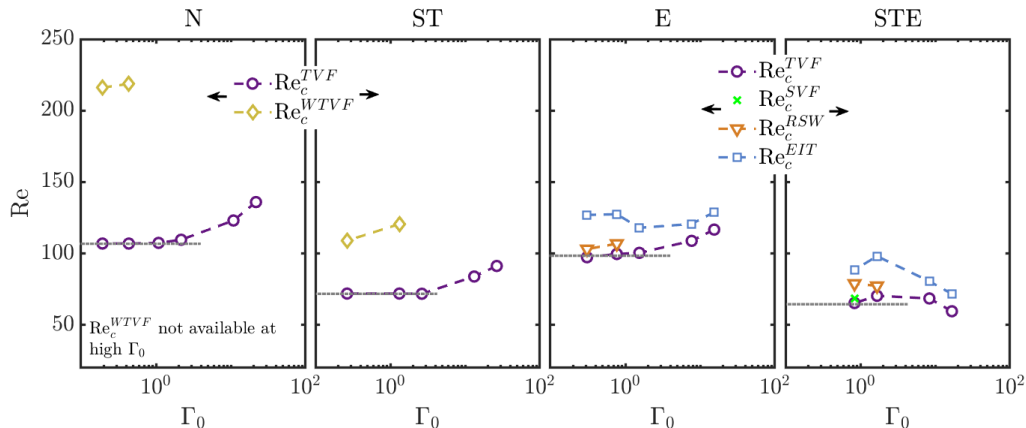 N
ST
E
STE
250
200
150
100
50
Re
Re_c^{TVF}
Re_c^{WTVF}
Re_c^{TVF}
Re_c^{SVF}
Re_c^{RSW}
Re_c^{EIT}
Re_c^{WTVF} not available at
high Γ_0
10^0
10^2
10^0
10^2
10^0
10^2
10^0
10^2
Γ_0
Γ_0
Γ_0
Γ_0